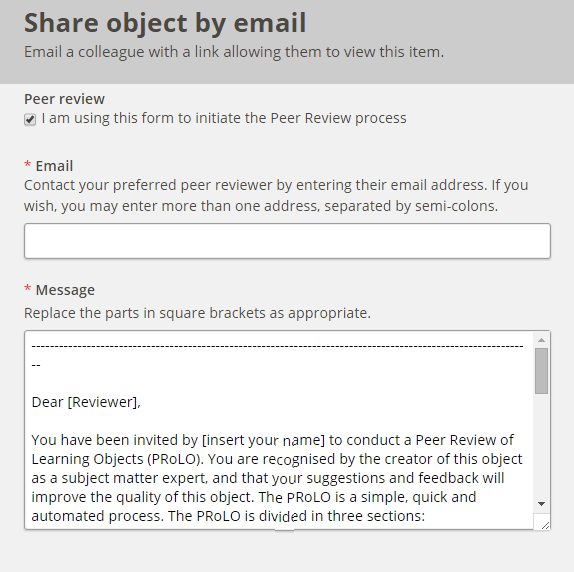 Share object by email
Email a colleague with a link allowing them to view this item.
Peer review
I am using this form to initiate the Peer Review process
* Email
Contact your preferred peer reviewer by entering their email address. If you
wish, you may enter more than one address, separated by semi-colons.
* Message
Replace the parts in square brackets as appropriate.
--------------------------------------------------------------------------------------------------------
--
Dear [Reviewer],
You have been invited by [insert your name] to conduct a Peer Review of
Learning Objects (PRoLO). You are recognised by the creator of this object
as a subject matter expert, and that your suggestions and feedback will
improve the quality of this object. The PRoLO is a simple, quick and
automated process. The PRoLO is divided in three sections: